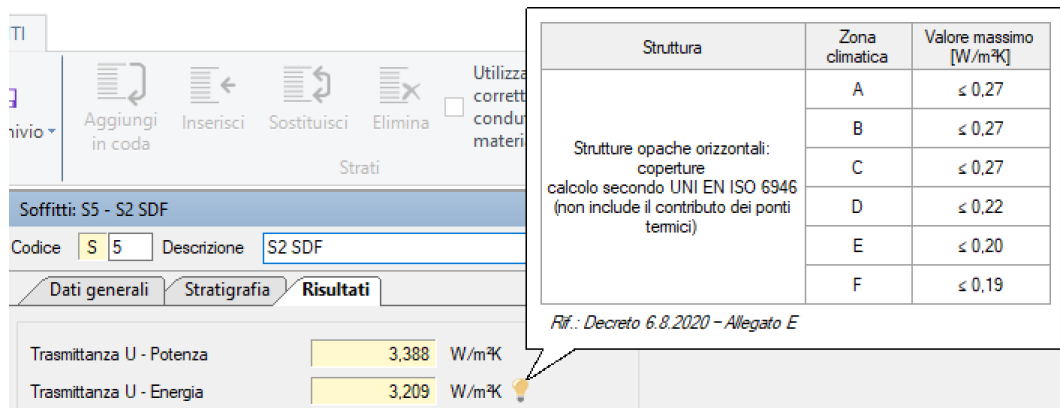 TI
Aggiungi
in coda
Inserisci
Sostituisci
Elimina
Strati
Soffitti: S5 - S2 SDF
Codice S 5 Descrizione S2 SDF
Dati generali Stratigrafia Risultati
Trasmittanza U - Potenza 3,388 W/m²K
Trasmittanza U - Energia 3,209 W/m²K
Struttura
Zona
climatica
Valore massimo
[W/m²K]
Strutture opache orizzontali:
coperture
calcolo secondo UNI EN ISO 6946
(non include il contributo dei ponti
termici)
A ≤ 0,27
B ≤ 0,27
C ≤ 0,27
D ≤ 0,22
E ≤ 0,20
F ≤ 0,19
Rif.: Decreto 6.8.2020 – Allegato E